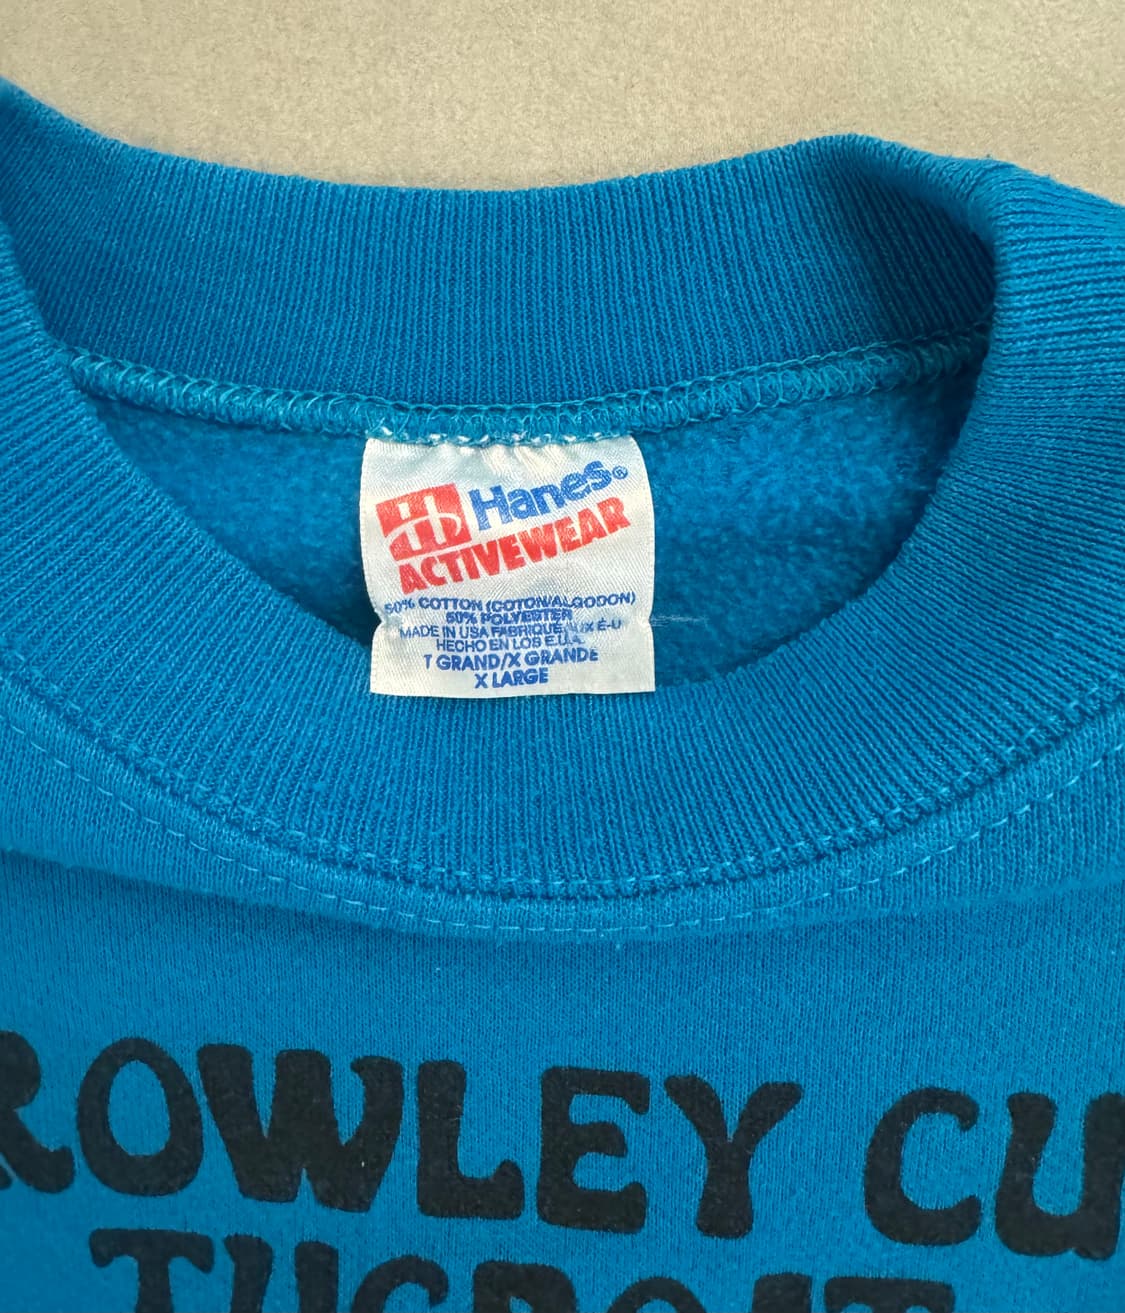 Hanes®
ACTIVEWEAR
50% COTTON (COTON/ALGODON)
50% POLYESTER
MADE IN USA FABRIQUE AUX É-U
HECHO EN LOS E.U.A.
T GRAND/X GRANDE
X LARGE
ROWLEY CU
TUGBOAT